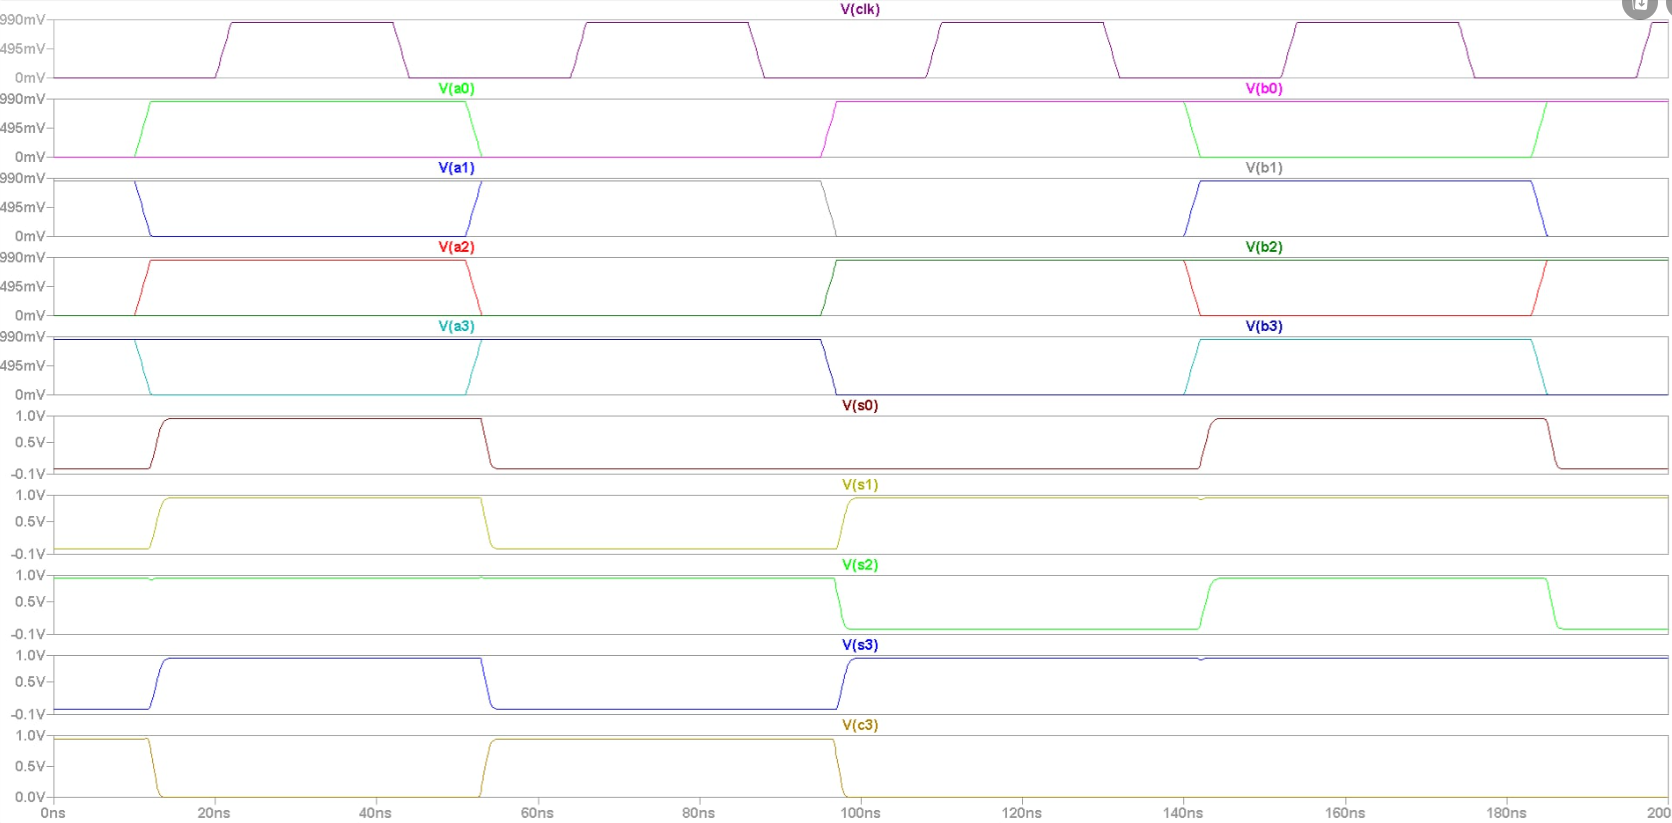 V(clk)
990mV
495mV
0mV
V(a0) V(b0)
990mV
495mV
0mV
V(a1) V(b1)
990mV
495mV
0mV
V(a2) V(b2)
990mV
495mV
0mV
V(a3) V(b3)
990mV
495mV
0mV
V(s0)
1.0V
0.5V
-0.1V
V(s1)
1.0V
0.5V
-0.1V
V(s2)
1.0V
0.5V
-0.1V
V(s3)
1.0V
0.5V
-0.1V
V(c3)
1.0V
0.5V
0.0V
0ns 20ns 40ns 60ns 80ns 100ns 120ns 140ns 160ns 180ns 200